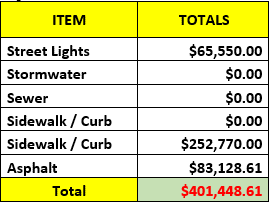 ITEM TOTALS
Street Lights $65,550.00
Stormwater $0.00
Sewer $0.00
Sidewalk / Curb $0.00
Sidewalk / Curb $252,770.00
Asphalt $83,128.61
Total $401,448.61